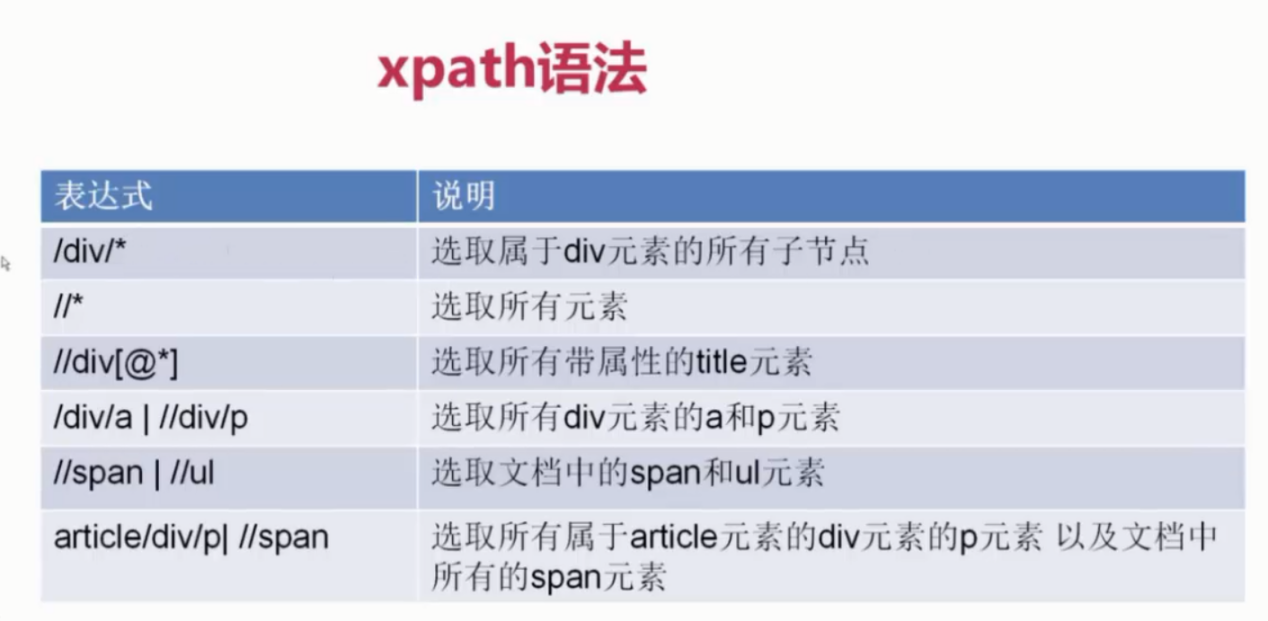 xpath语法
表达式 说明
/div/* 选取属于div元素的所有子节点
//* 选取所有元素
//div[@*] 选取所有带属性的title元素
/div/a | //div/p 选取所有div元素的a和p元素
//span | //ul 选取文档中的span和ul元素
article/div/p| //span 选取所有属于article元素的div元素的p元素 以及文档中
所有的span元素